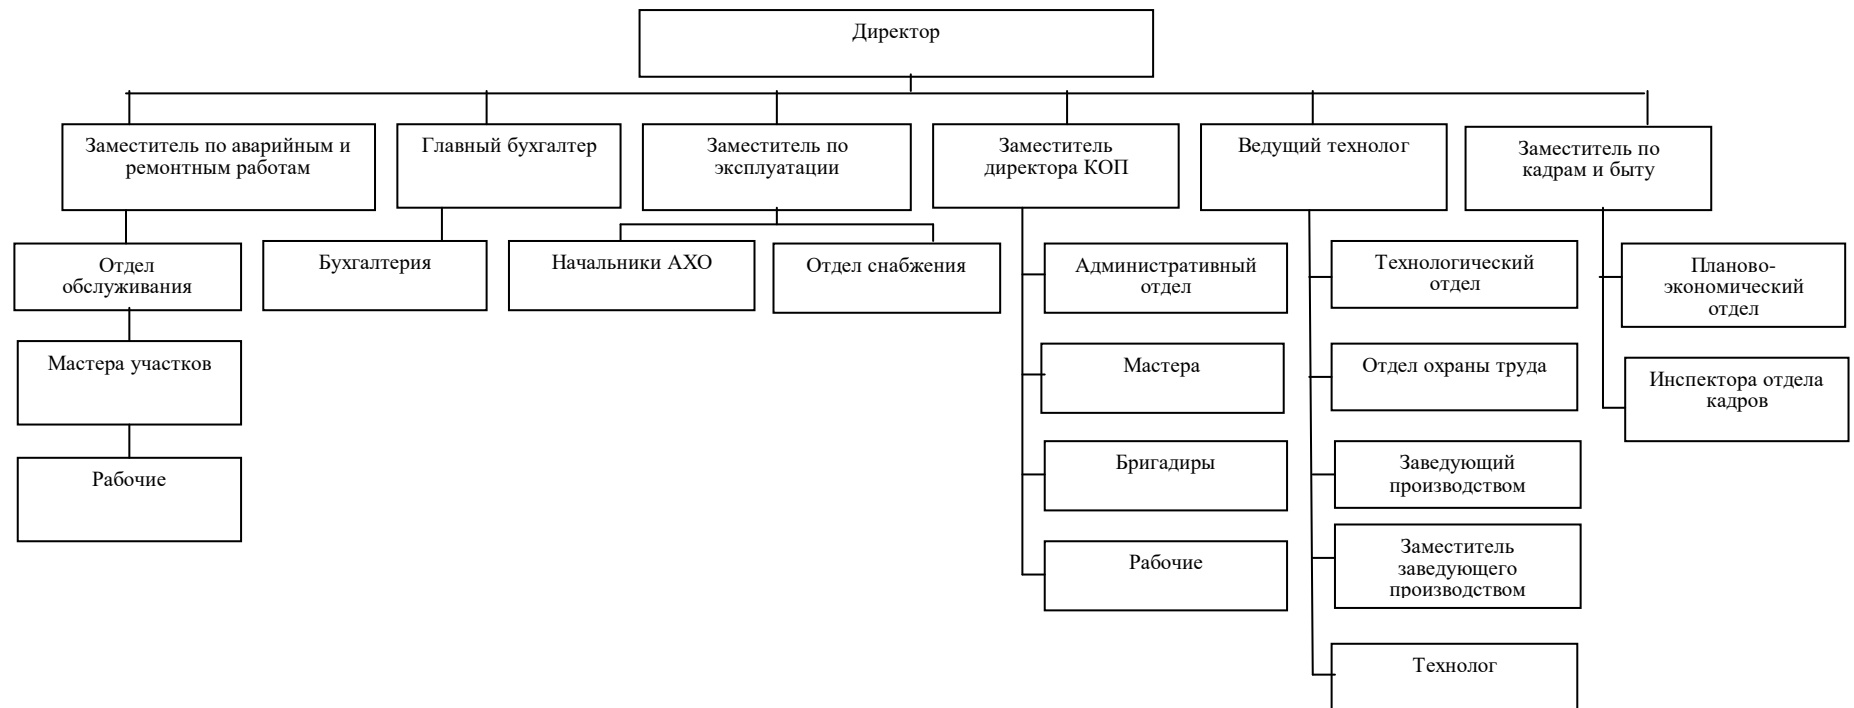 Директор
Заместитель по аварийным и
ремонтным работам
Главный бухгалтер
Заместитель по
эксплуатации
Заместитель
директора КОП
Ведущий технолог
Заместитель по
кадрам и быту
Отдел
обслуживания
Бухгалтерия
Начальники АХО
Отдел снабжения
Административный
отдел
Технологический
отдел
Планово-
экономический
отдел
Мастера участков
Мастера
Отдел охраны труда
Инспектора отдела
кадров
Рабочие
Бригадиры
Заведующий
производством
Рабочие
Заместитель
заведующего
производством
Технолог